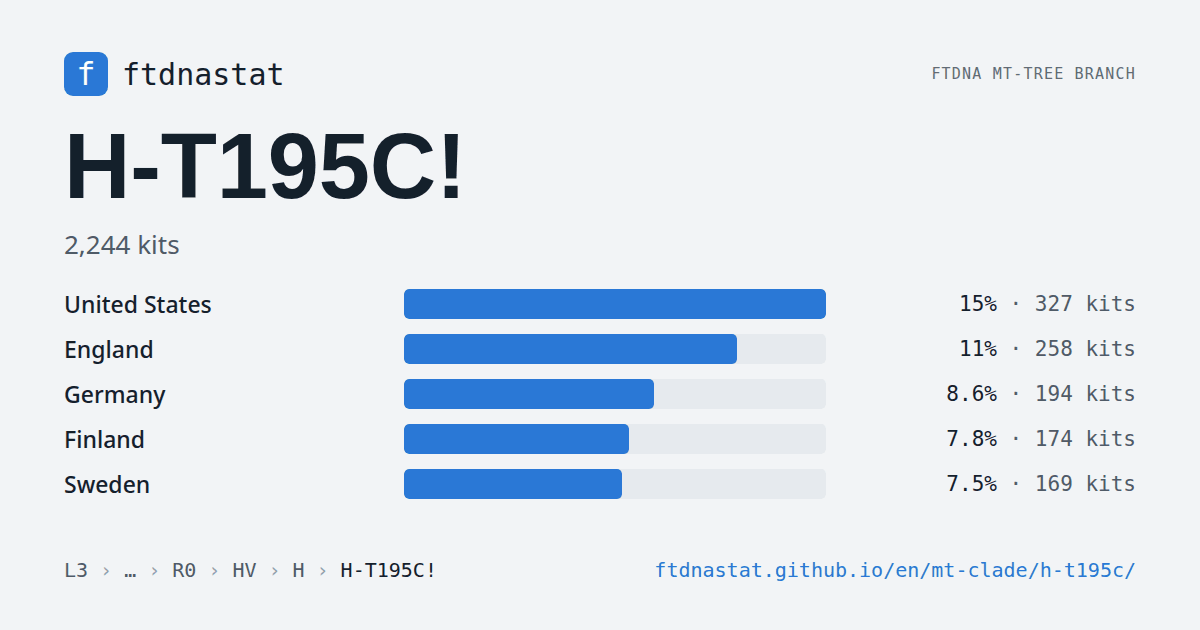 f ftdnastat
FTDNA MT-TREE BRANCH
H-T195C!
2,244 kits
United States 15% · 327 kits
England 11% · 258 kits
Germany 8.6% · 194 kits
Finland 7.8% · 174 kits
Sweden 7.5% · 169 kits
L3 › … › R0 › HV › H › H-T195C!
ftdnastat.github.io/en/mt-clade/h-t195c/